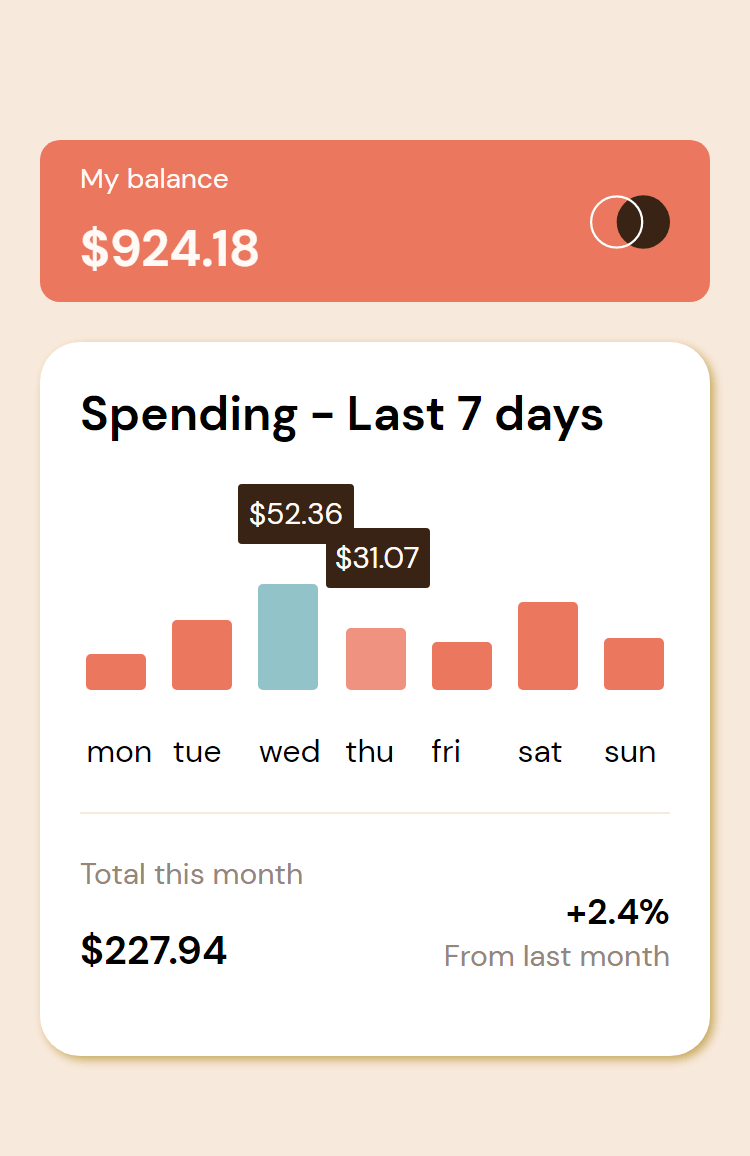 My balance
$924.18
Spending - Last 7 days
$52.36
$31.07
mon tue wed thu fri sat sun
Total this month
$227.94
+2.4%
From last month